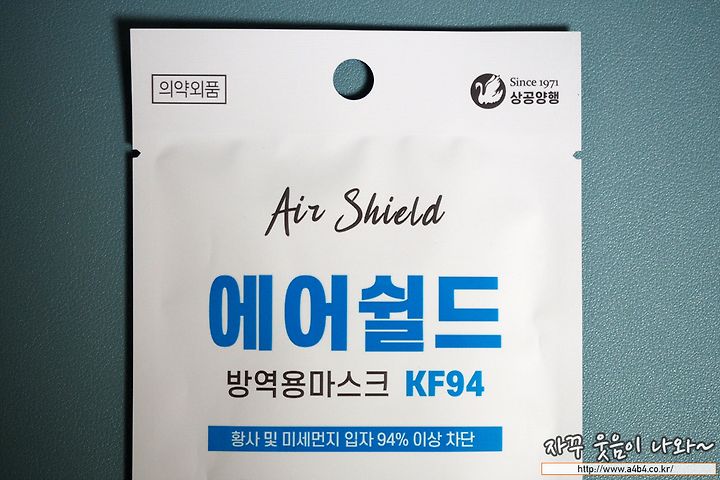 의약외품
Since 1971
상공양행
Air Shield
에어쉴드
방역용마스크 KF94
황사 및 미세먼지 입자 94% 이상 차단
자꾸 웃음이 나와~
http://www.a4b4.co.kr/